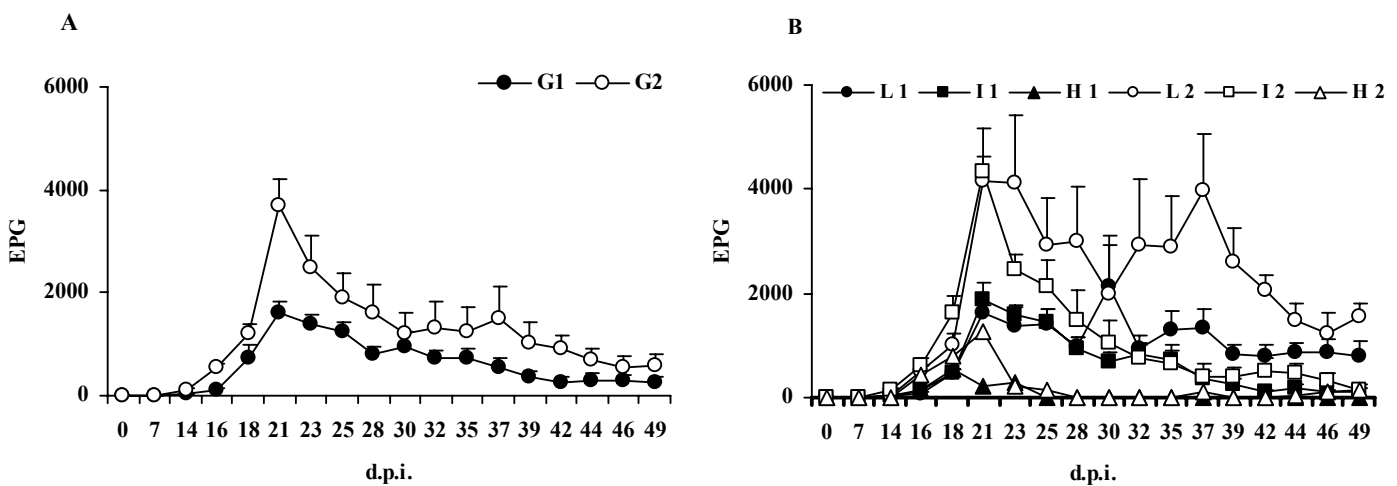 A
G1 G2
6000
4000
2000
0
EPG
0 7 14 16 18 21 23 25 28 30 32 35 37 39 42 44 46 49
d.p.i.
B
L 1 I 1 H 1 L 2 I 2 H 2
6000
4000
2000
0
EPG
0 7 14 16 18 21 23 25 28 30 32 35 37 39 42 44 46 49
d.p.i.